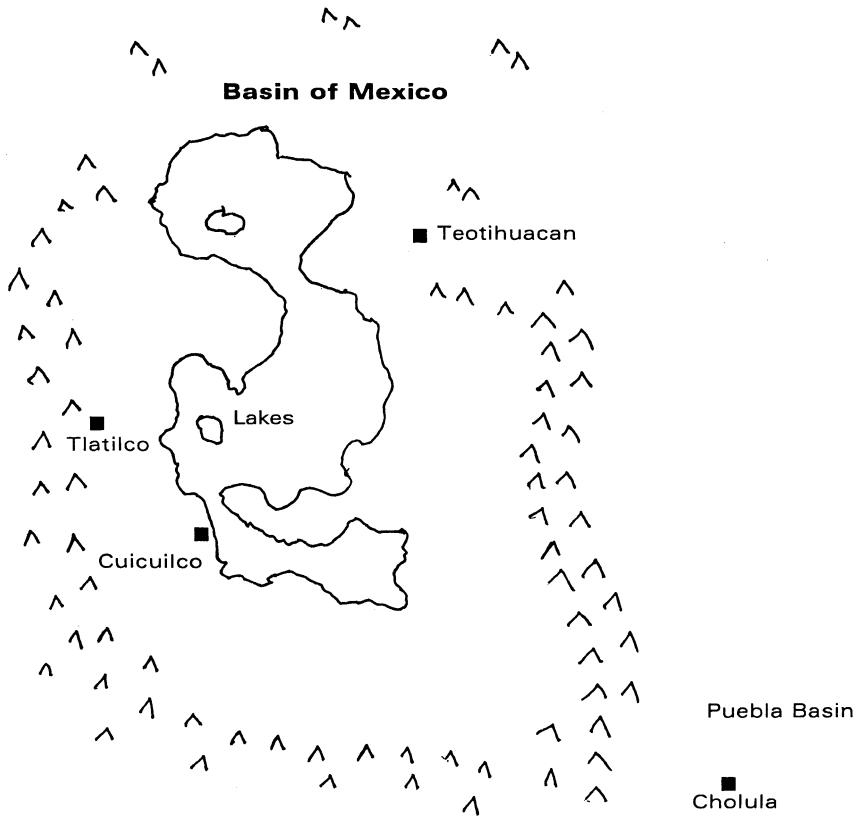 Basin of Mexico
Teotihuacan
Lakes
Tlatilco
Cuicuilco
Puebla Basin
Cholula